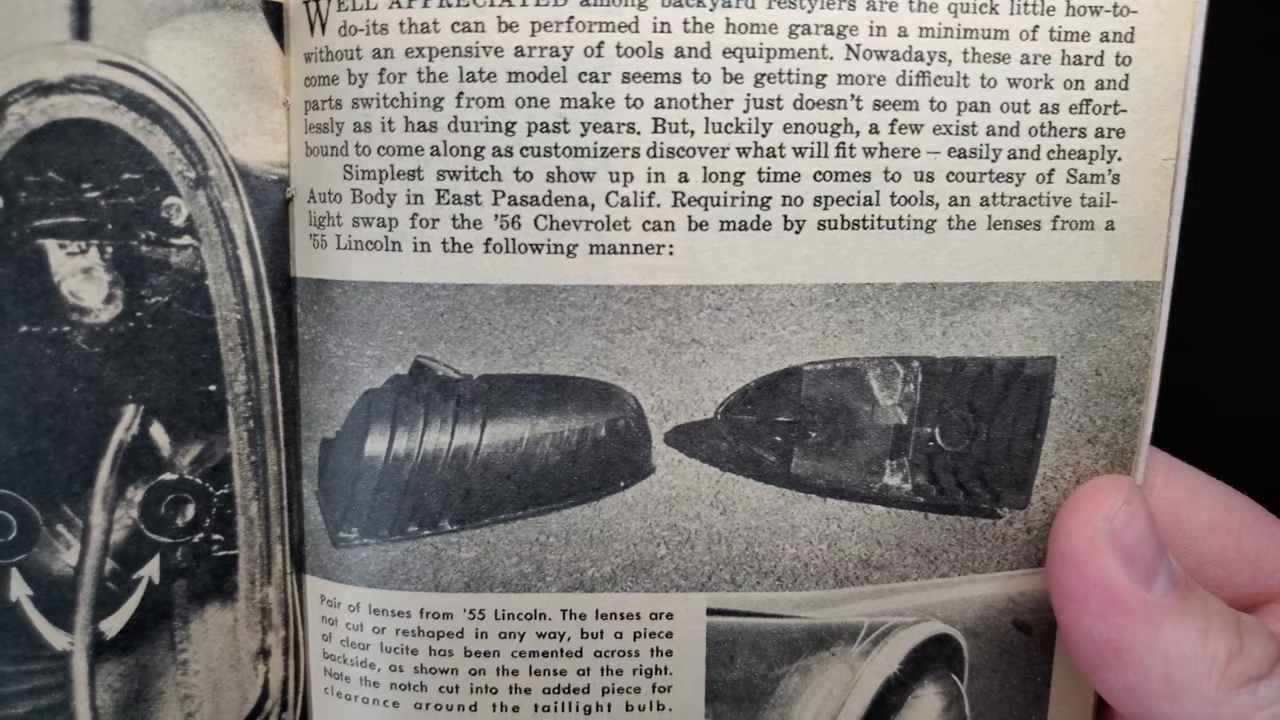 WELL APPRECIATED among backyard restylers are the quick little how-to-
do-its that can be performed in the home garage in a minimum of time and
without an expensive array of tools and equipment. Nowadays, these are hard to
come by for the late model car seems to be getting more difficult to work on and
parts switching from one make to another just doesn't seem to pan out as effort-
lessly as it has during past years. But, luckily enough, a few exist and others are
bound to come along as customizers discover what will fit where – easily and cheaply.
Simplest switch to show up in a long time comes to us courtesy of Sam's
Auto Body in East Pasadena, Calif. Requiring no special tools, an attractive tail-
light swap for the '56 Chevrolet can be made by substituting the lenses from a
'55 Lincoln in the following manner:
Pair of lenses from '55 Lincoln. The lenses are
not cut or reshaped in any way, but a piece
of clear lucite has been cemented across the
backside, as shown on the lense at the right.
Note the notch cut into the added piece for
clearance around the taillight bulb.